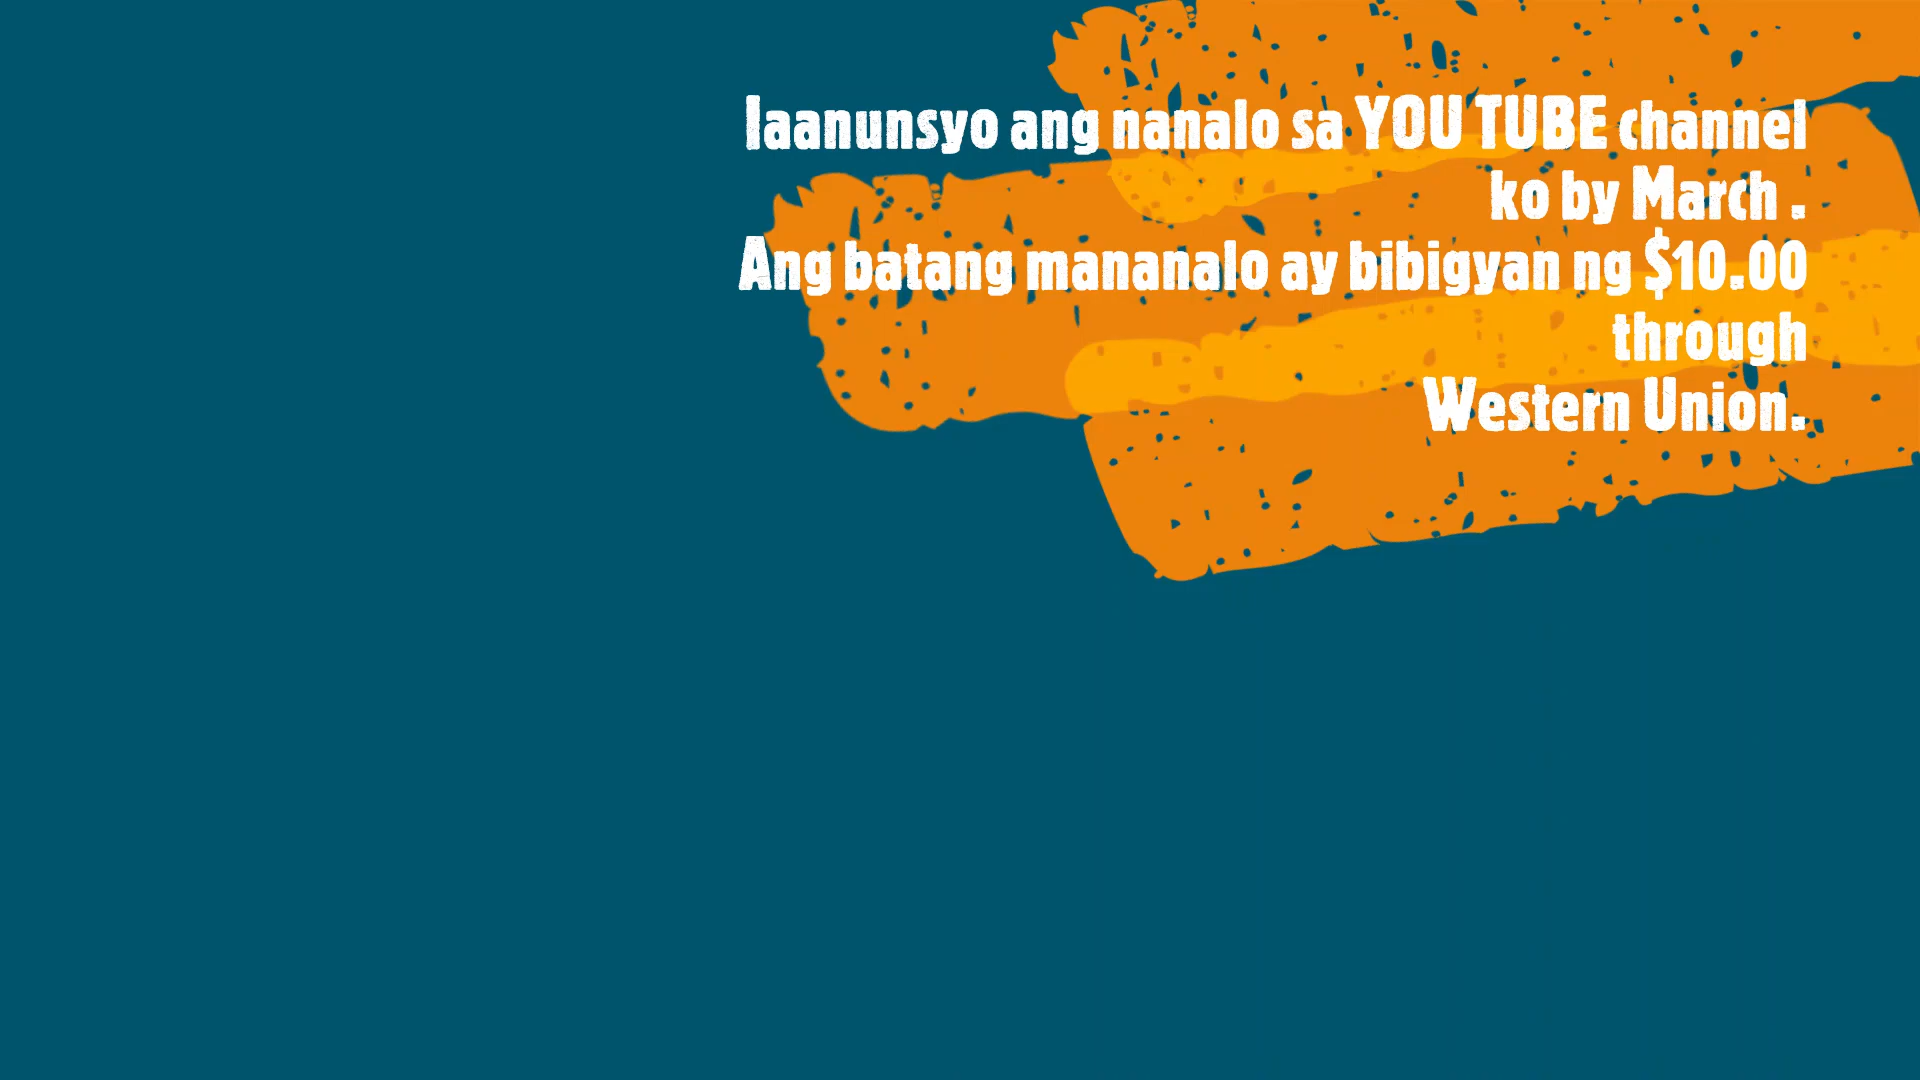 Iaanunsyo ang nanalo sa YOU TUBE channel
ko by March .
Ang batang mananalo ay bibigyan ng $10.00
through
Western Union.